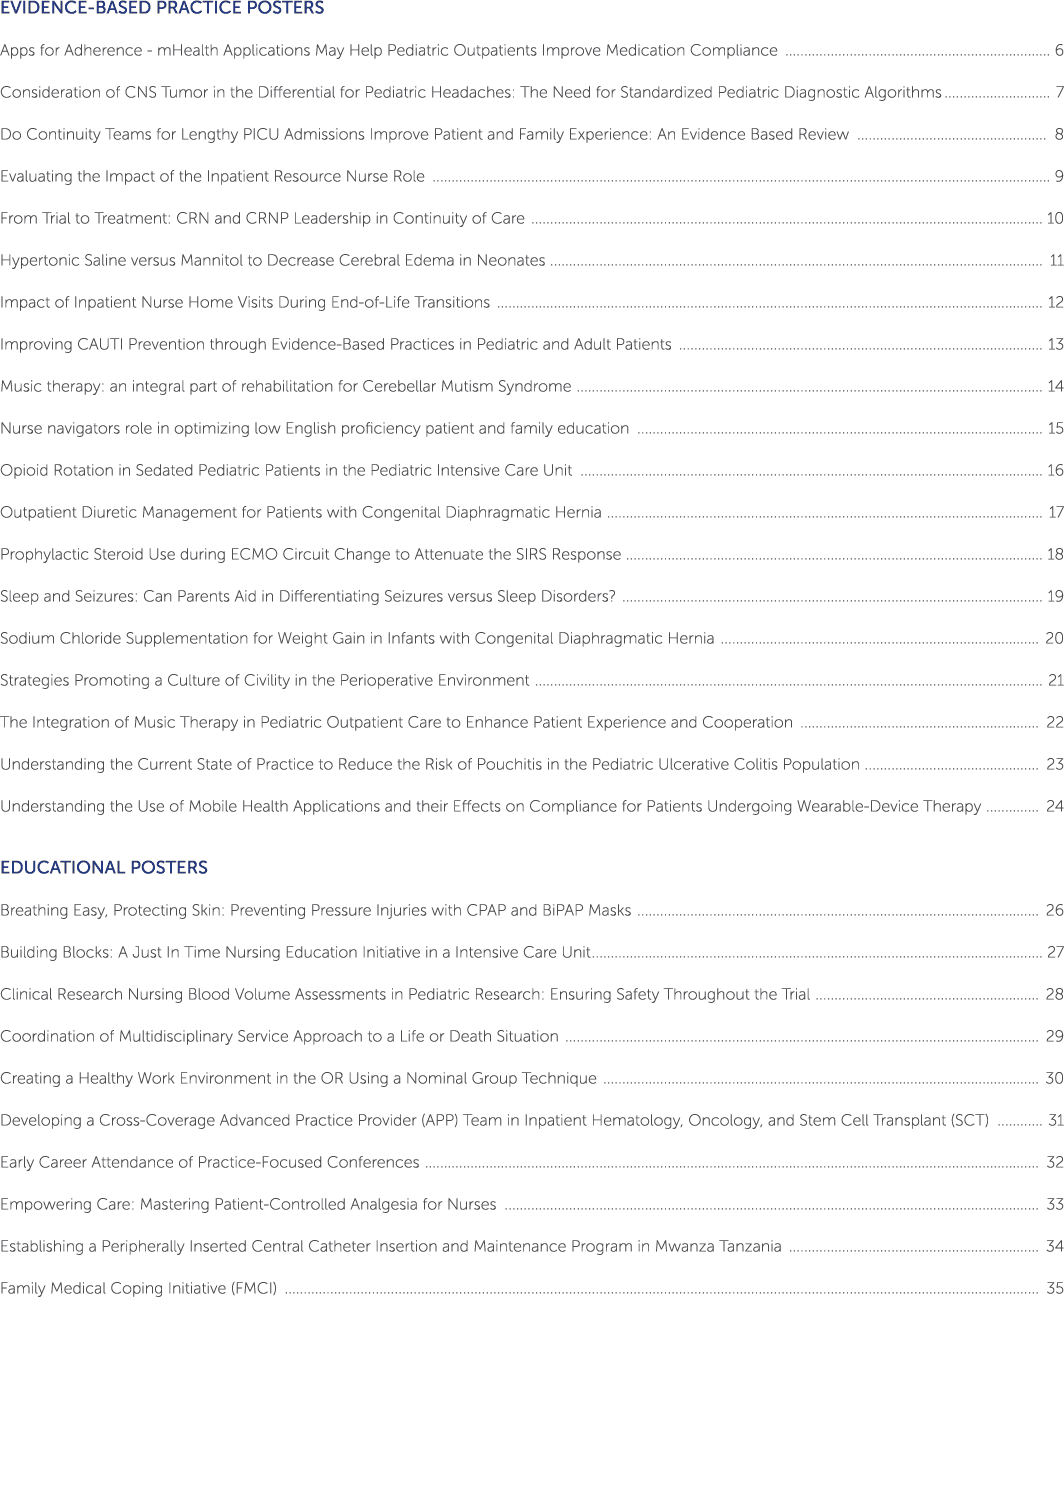 EVIDENCE-BASED PRACTICE POSTERS
Apps for Adherence - mHealth Applications May Help Pediatric Outpatients Improve Medication Compliance ........ 6
Consideration of CNS Tumor in the Differential for Pediatric Headaches: The Need for Standardized Pediatric Diagnostic Algorithms ........ 7
Do Continuity Teams for Lengthy PICU Admissions Improve Patient and Family Experience: An Evidence Based Review ........ 8
Evaluating the Impact of the Inpatient Resource Nurse Role ........ 9
From Trial to Treatment: CRN and CRNP Leadership in Continuity of Care ........ 10
Hypertonic Saline versus Mannitol to Decrease Cerebral Edema in Neonates ........ 11
Impact of Inpatient Nurse Home Visits During End-of-Life Transitions ........ 12
Improving CAUTI Prevention through Evidence-Based Practices in Pediatric and Adult Patients ........ 13
Music therapy: an integral part of rehabilitation for Cerebellar Mutism Syndrome ........ 14
Nurse navigators role in optimizing low English proficiency patient and family education ........ 15
Opioid Rotation in Sedated Pediatric Patients in the Pediatric Intensive Care Unit ........ 16
Outpatient Diuretic Management for Patients with Congenital Diaphragmatic Hernia ........ 17
Prophylactic Steroid Use during ECMO Circuit Change to Attenuate the SIRS Response ........ 18
Sleep and Seizures: Can Parents Aid in Differentiating Seizures versus Sleep Disorders? ........ 19
Sodium Chloride Supplementation for Weight Gain in Infants with Congenital Diaphragmatic Hernia ........ 20
Strategies Promoting a Culture of Civility in the Perioperative Environment ........ 21
The Integration of Music Therapy in Pediatric Outpatient Care to Enhance Patient Experience and Cooperation ........ 22
Understanding the Current State of Practice to Reduce the Risk of Pouchitis in the Pediatric Ulcerative Colitis Population ........ 23
Understanding the Use of Mobile Health Applications and their Effects on Compliance for Patients Undergoing Wearable-Device Therapy ........ 24
EDUCATIONAL POSTERS
Breathing Easy, Protecting Skin: Preventing Pressure Injuries with CPAP and BiPAP Masks ........ 26
Building Blocks: A Just In Time Nursing Education Initiative in a Intensive Care Unit ........ 27
Clinical Research Nursing Blood Volume Assessments in Pediatric Research: Ensuring Safety Throughout the Trial ........ 28
Coordination of Multidisciplinary Service Approach to a Life or Death Situation ........ 29
Creating a Healthy Work Environment in the OR Using a Nominal Group Technique ........ 30
Developing a Cross-Coverage Advanced Practice Provider (APP) Team in Inpatient Hematology, Oncology, and Stem Cell Transplant (SCT) ........ 31
Early Career Attendance of Practice-Focused Conferences ........ 32
Empowering Care: Mastering Patient-Controlled Analgesia for Nurses ........ 33
Establishing a Peripherally Inserted Central Catheter Insertion and Maintenance Program in Mwanza Tanzania ........ 34
Family Medical Coping Initiative (FMCI) ........ 35